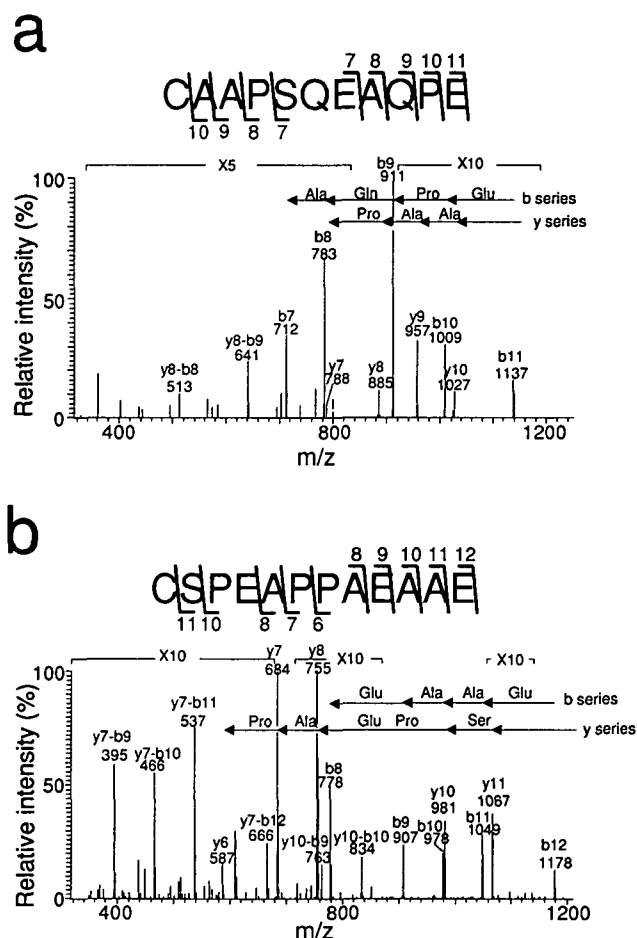 a
7 8 9 10 11
CAAPSQEAQPE
10 9 8 7
X5
X10
b9
911
Ala Gln Pro Glu b series
Pro Ala Ala y series
b8
783
b7
712
y8-b9
641
y8-b8
513
y7
788
y8
885
y9
957
b10
1009
y10
1027
b11
1137
Relative intensity (%)
100
50
0
400 800 1200
m/z
b
8 9 10 11 12
CSPEAPPAEAAE
11 10 8 7 6
X10
y7
684
y8
755
X10
X10
Glu Ala Ala Glu b series
Pro Ala Glu Pro Ser y series
y7-b11
537
y7-b9
395
y7-b10
466
y6
587
y7-b12
666
y10-b9
763
b8
778
y10-b10
834
b9
907
b10
978
y10
981
b11
1049
y11
1067
b12
1178
Relative intensity (%)
100
50
0
400 800 1200
m/z